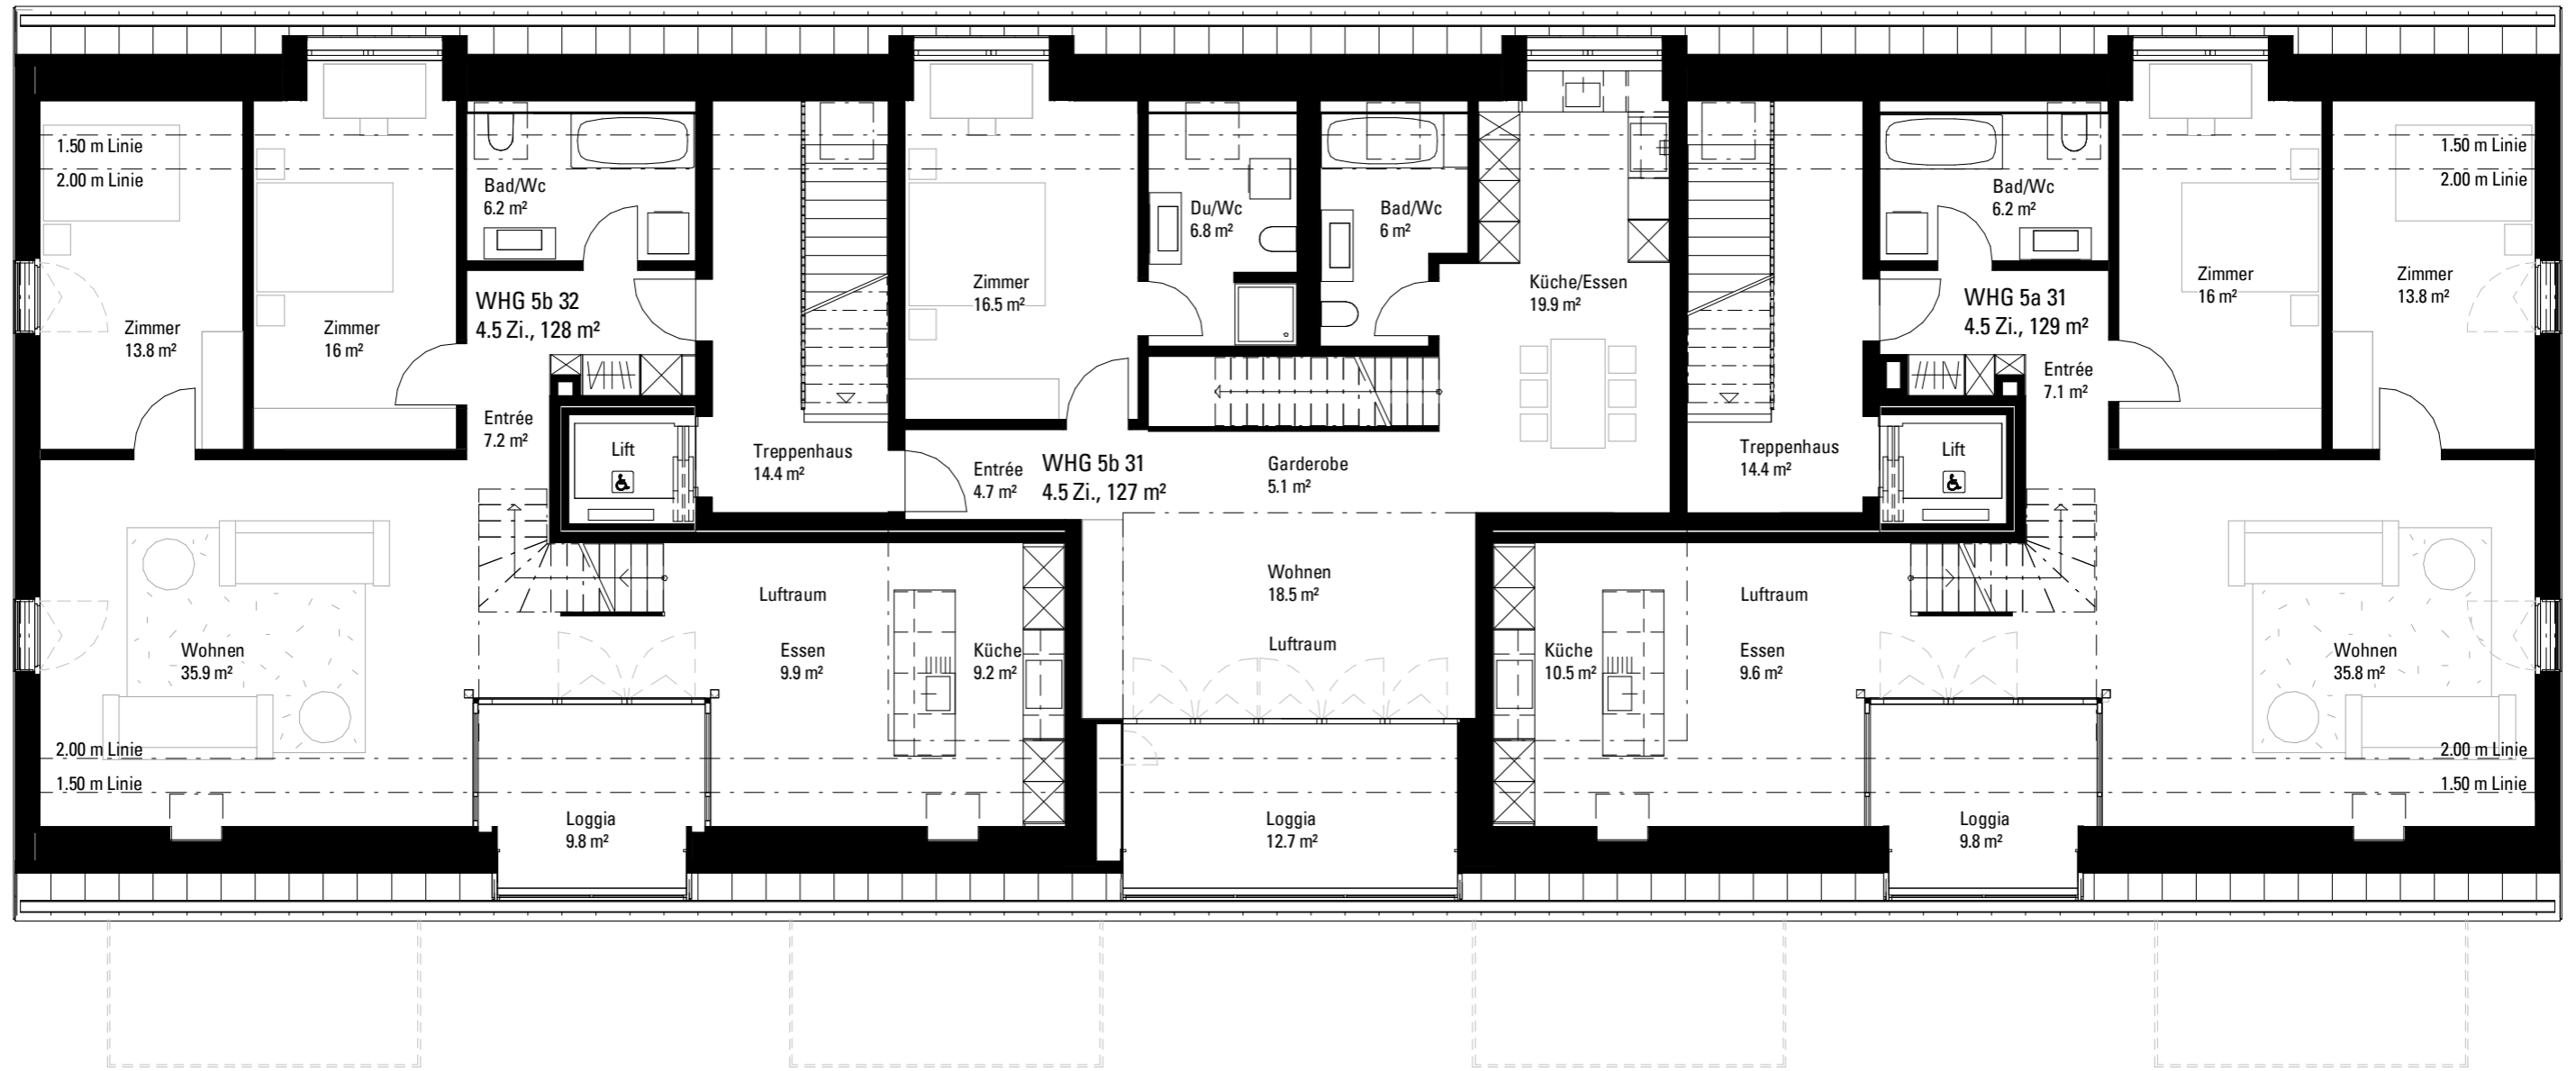 1.50 m Linie
2.00 m Linie
Zimmer
13.8 m²
Zimmer
16 m²
Bad/Wc
6.2 m²
WHG 5b 32
4.5 Zi., 128 m²
Entrée
7.2 m²
Lift
Treppenhaus
14.4 m²
Wohnen
35.9 m²
Luftraum
Essen
9.9 m²
Küche
9.2 m²
2.00 m Linie
1.50 m Linie
Loggia
9.8 m²
Zimmer
16.5 m²
Du/Wc
6.8 m²
Bad/Wc
6 m²
Küche/Essen
19.9 m²
Entrée
4.7 m²
WHG 5b 31
4.5 Zi., 127 m²
Garderobe
5.1 m²
Wohnen
18.5 m²
Luftraum
Loggia
12.7 m²
Treppenhaus
14.4 m²
Bad/Wc
6.2 m²
WHG 5a 31
4.5 Zi., 129 m²
Entrée
7.1 m²
Lift
Zimmer
16 m²
1.50 m Linie
2.00 m Linie
Zimmer
13.8 m²
Küche
10.5 m²
Luftraum
Essen
9.6 m²
Wohnen
35.8 m²
2.00 m Linie
1.50 m Linie
Loggia
9.8 m²